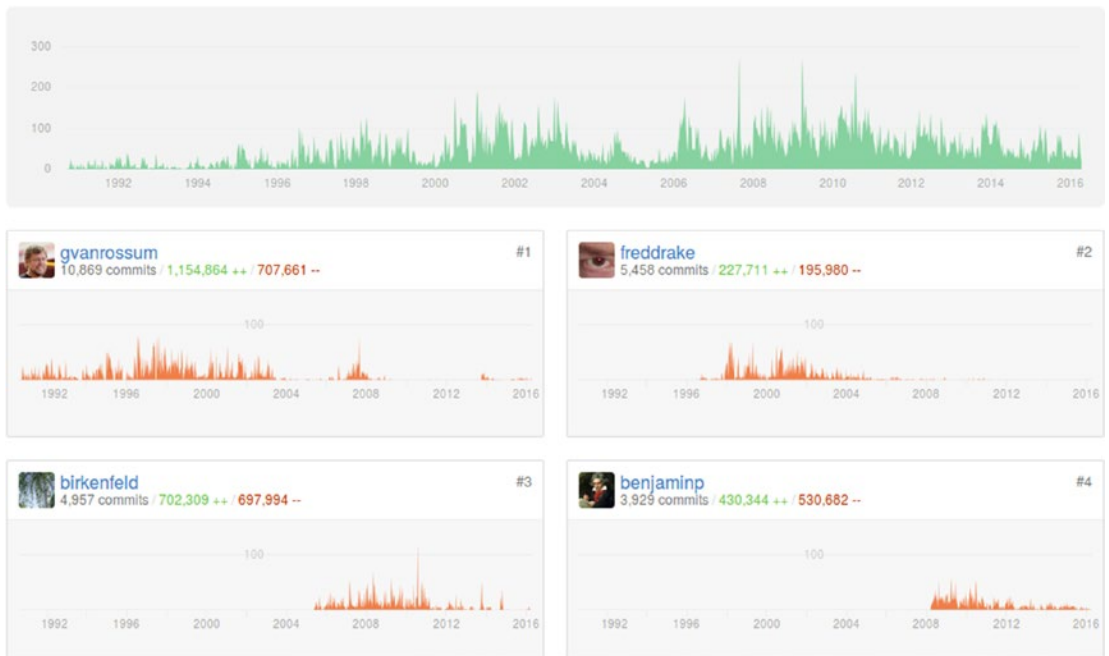 300
200
100
0
1992 1994 1996 1998 2000 2002 2004 2006 2008 2010 2012 2014 2016
gvanrossum #1
10,869 commits / 1,154,864 ++ / 707,661 --
100
1992 1996 2000 2004 2008 2012 2016
freddrake #2
5,458 commits / 227,711 ++ / 195,980 --
100
1992 1996 2000 2004 2008 2012 2016
birkenfeld #3
4,957 commits / 702,309 ++ / 697,994 --
100
1992 1996 2000 2004 2008 2012 2016
benjaminp #4
3,929 commits / 430,344 ++ / 530,682 --
100
1992 1996 2000 2004 2008 2012 2016